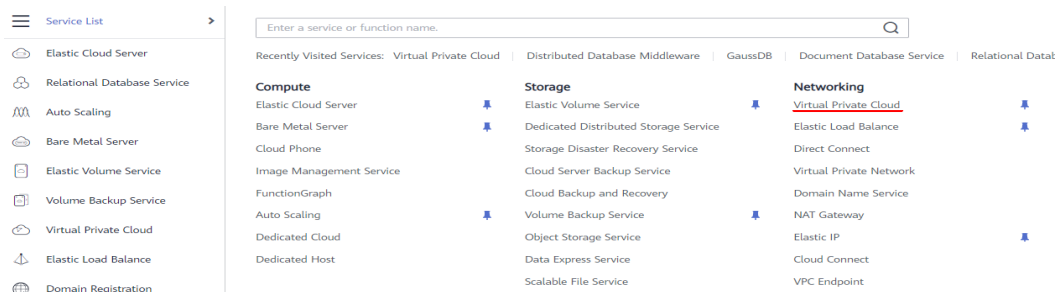 Service List
Elastic Cloud Server
Relational Database Service
Auto Scaling
Bare Metal Server
Elastic Volume Service
Volume Backup Service
Virtual Private Cloud
Elastic Load Balance
Domain Registration
Enter a service or function name.
Recently Visited Services: Virtual Private Cloud | Distributed Database Middleware | GaussDB | Document Database Service | Relational Datab
Compute
Elastic Cloud Server
Bare Metal Server
Cloud Phone
Image Management Service
FunctionGraph
Auto Scaling
Dedicated Cloud
Dedicated Host
Storage
Elastic Volume Service
Dedicated Distributed Storage Service
Storage Disaster Recovery Service
Cloud Server Backup Service
Cloud Backup and Recovery
Volume Backup Service
Object Storage Service
Data Express Service
Scalable File Service
Networking
Virtual Private Cloud
Elastic Load Balance
Direct Connect
Virtual Private Network
Domain Name Service
NAT Gateway
Elastic IP
Cloud Connect
VPC Endpoint